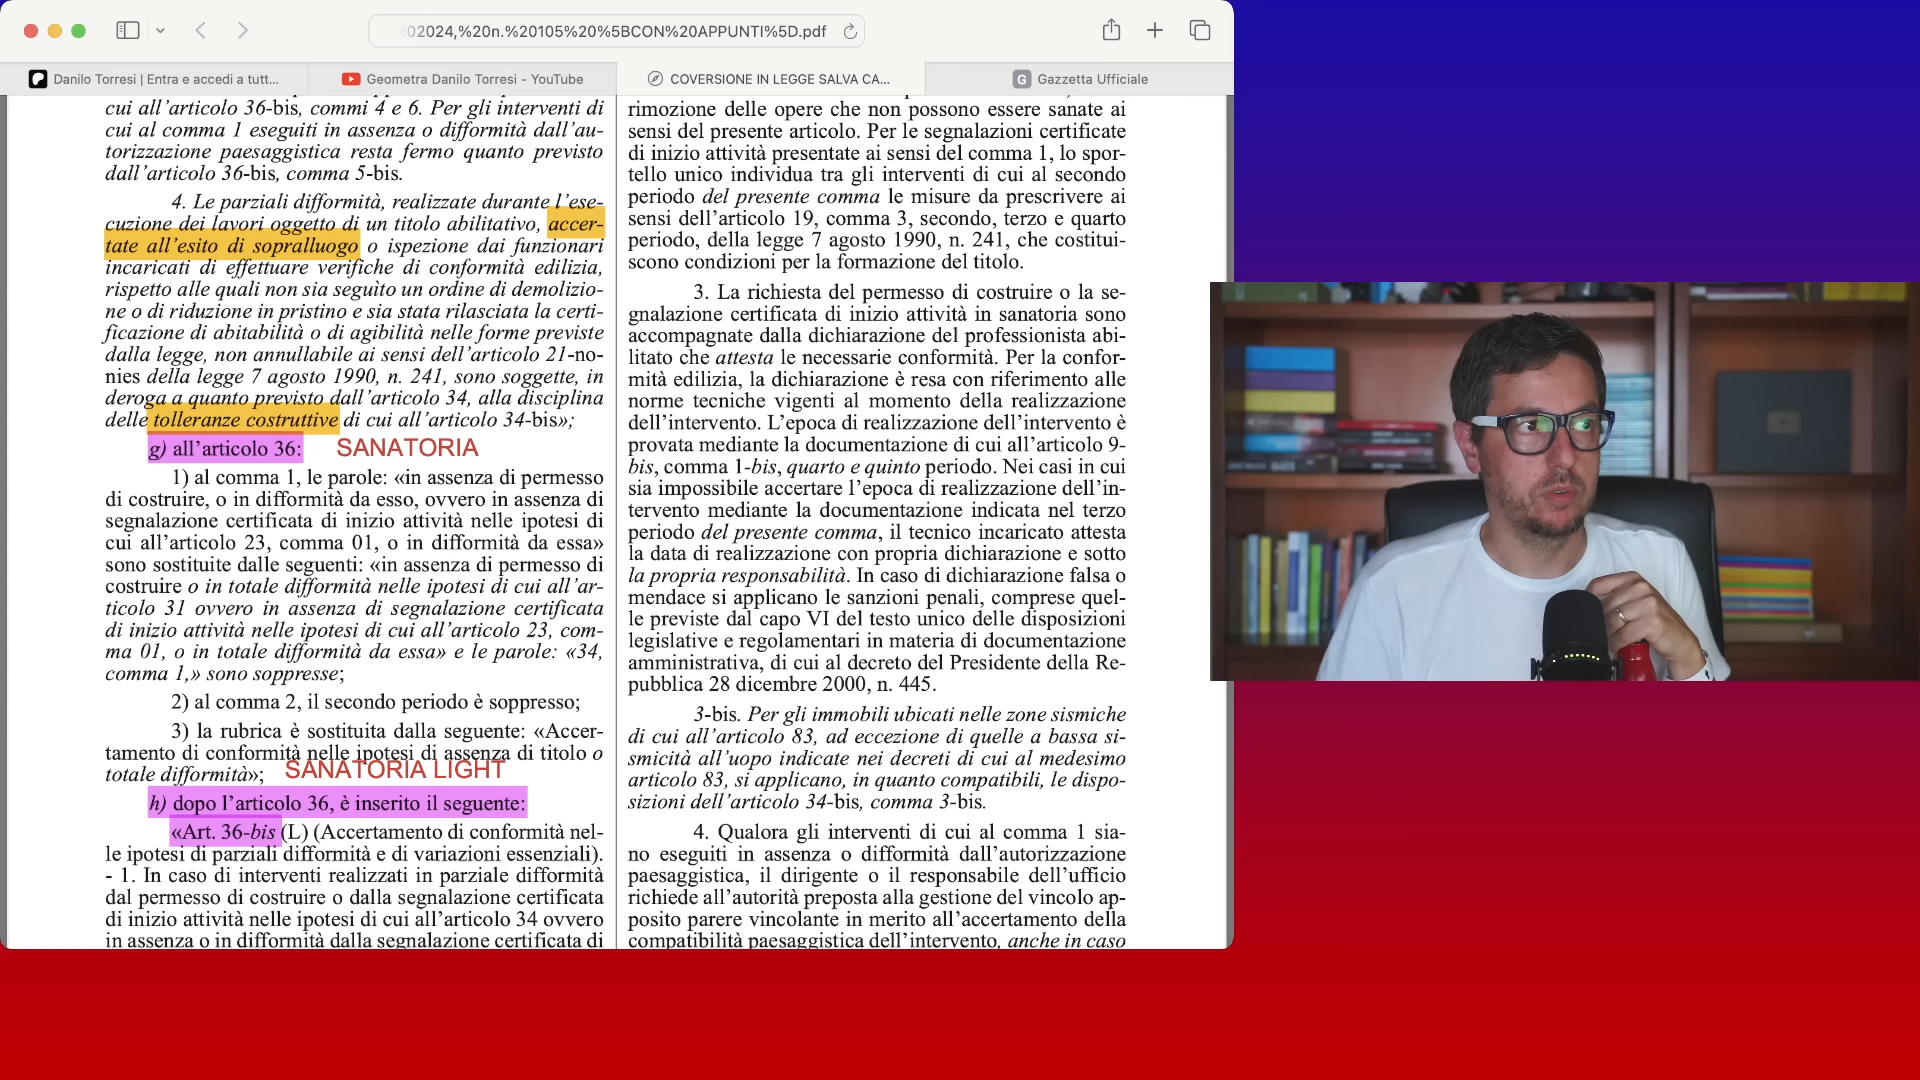 202024,%20n.%20105%20%5BCON%20APPUNTI%5D.pdf
Danilo Torresi | Entra e accedi a tutt...
Geometra Danilo Torresi - YouTube
COVERSIONE IN LEGGE SALVA CA...
G Gazzetta Ufficiale
cui all'articolo 36-bis, commi 4 e 6. Per gli interventi di
cui al comma 1 eseguiti in assenza o difformità dall'au-
torizzazione paesaggistica resta fermo quanto previsto
dall'articolo 36-bis, comma 5-bis.
4. Le parziali difformità, realizzate durante l'ese-
cuzione dei lavori oggetto di un titolo abilitativo, accer-
tate all'esito di sopralluogo o ispezione dai funzionari
incaricati di effettuare verifiche di conformità edilizia,
rispetto alle quali non sia seguìto un ordine di demolizio-
ne o di riduzione in pristino e sia stata rilasciata la certi-
ficazione di abitabilità o di agibilità nelle forme previste
dalla legge, non annullabile ai sensi dell'articolo 21-no-
nies della legge 7 agosto 1990, n. 241, sono soggette, in
deroga a quanto previsto dall'articolo 34, alla disciplina
delle tolleranze costruttive di cui all'articolo 34-bis»;
g) all'articolo 36: SANATORIA
1) al comma 1, le parole: «in assenza di permesso
di costruire, o in difformità da esso, ovvero in assenza di
segnalazione certificata di inizio attività nelle ipotesi di
cui all'articolo 23, comma 01, o in difformità da essa»
sono sostituite dalle seguenti: «in assenza di permesso di
costruire o in totale difformità nelle ipotesi di cui all'ar-
ticolo 31 ovvero in assenza di segnalazione certificata
di inizio attività nelle ipotesi di cui all'articolo 23, com-
ma 01, o in totale difformità da essa» e le parole: «34,
comma 1,» sono soppresse;
2) al comma 2, il secondo periodo è soppresso;
3) la rubrica è sostituita dalla seguente: «Accer-
tamento di conformità nelle ipotesi di assenza di titolo o
totale difformità»; SANATORIA LIGHT
h) dopo l'articolo 36, è inserito il seguente:
«Art. 36-bis (L) (Accertamento di conformità nel-
le ipotesi di parziali difformità e di variazioni essenziali).
- 1. In caso di interventi realizzati in parziale difformità
dal permesso di costruire o dalla segnalazione certificata
di inizio attività nelle ipotesi di cui all'articolo 34 ovvero
in assenza o in difformità dalla segnalazione certificata di
rimozione delle opere che non possono essere sanate ai
sensi del presente articolo. Per le segnalazioni certificate
di inizio attività presentate ai sensi del comma 1, lo spor-
tello unico individua tra gli interventi di cui al secondo
periodo del presente comma le misure da prescrivere ai
sensi dell'articolo 19, comma 3, secondo, terzo e quarto
periodo, della legge 7 agosto 1990, n. 241, che costitui-
scono condizioni per la formazione del titolo.
3. La richiesta del permesso di costruire o la se-
gnalazione certificata di inizio attività in sanatoria sono
accompagnate dalla dichiarazione del professionista abi-
litato che attesta le necessarie conformità. Per la confor-
mità edilizia, la dichiarazione è resa con riferimento alle
norme tecniche vigenti al momento della realizzazione
dell'intervento. L'epoca di realizzazione dell'intervento è
provata mediante la documentazione di cui all'articolo 9-
bis, comma 1-bis, quarto e quinto periodo. Nei casi in cui
sia impossibile accertare l'epoca di realizzazione dell'in-
tervento mediante la documentazione indicata nel terzo
periodo del presente comma, il tecnico incaricato attesta
la data di realizzazione con propria dichiarazione e sotto
la propria responsabilità. In caso di dichiarazione falsa o
mendace si applicano le sanzioni penali, comprese quel-
le previste dal capo VI del testo unico delle disposizioni
legislative e regolamentari in materia di documentazione
amministrativa, di cui al decreto del Presidente della Re-
pubblica 28 dicembre 2000, n. 445.
3-bis. Per gli immobili ubicati nelle zone sismiche
di cui all'articolo 83, ad eccezione di quelle a bassa si-
smicità all'uopo indicate nei decreti di cui al medesimo
articolo 83, si applicano, in quanto compatibili, le dispo-
sizioni dell'articolo 34-bis, comma 3-bis.
4. Qualora gli interventi di cui al comma 1 sia-
no eseguiti in assenza o difformità dall'autorizzazione
paesaggistica, il dirigente o il responsabile dell'ufficio
richiede all'autorità preposta alla gestione del vincolo ap-
posito parere vincolante in merito all'accertamento della
compatibilità paesaggistica dell'intervento, anche in caso